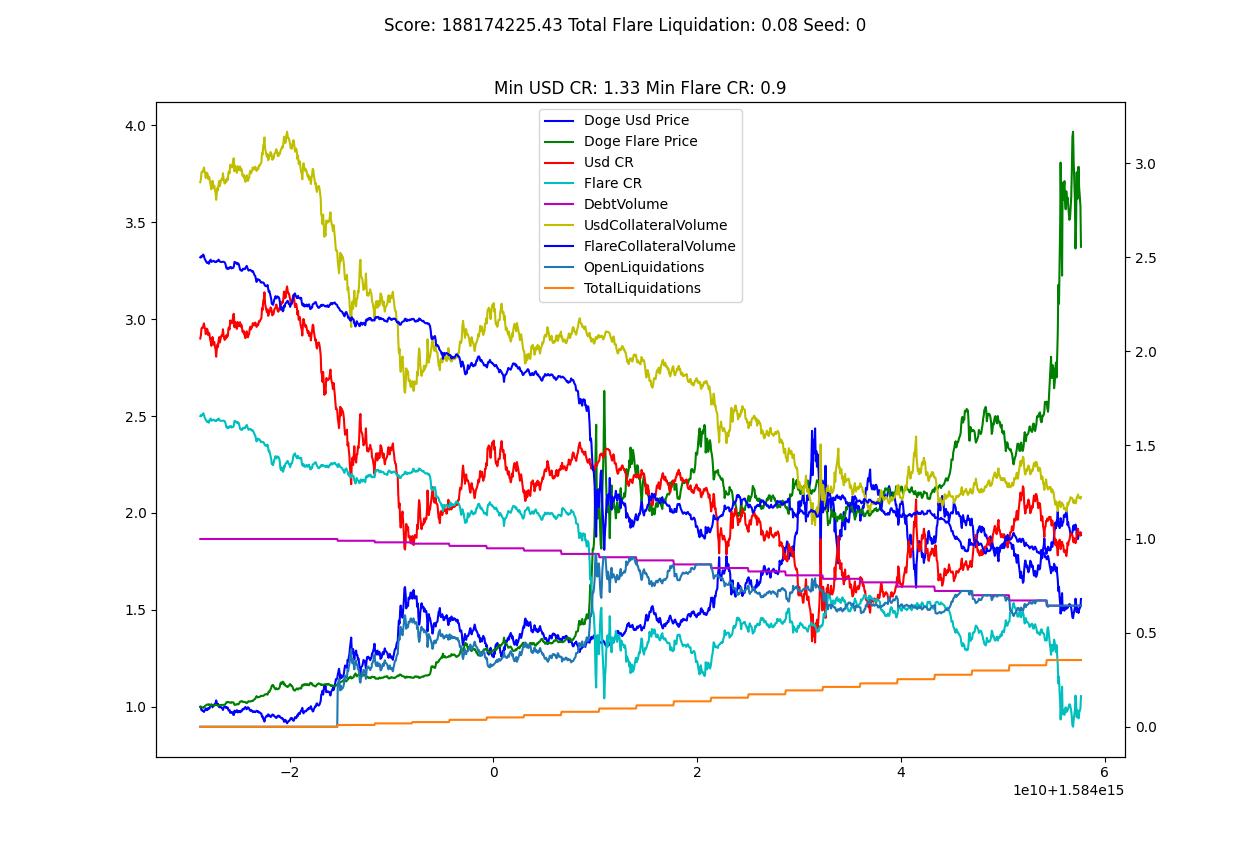 Score: 188174225.43 Total Flare Liquidation: 0.08 Seed: 0
Min USD CR: 1.33 Min Flare CR: 0.9
Doge Usd Price
Doge Flare Price
Usd CR
Flare CR
DebtVolume
UsdCollateralVolume
FlareCollateralVolume
OpenLiquidations
TotalLiquidations
4.0
3.5
3.0
2.5
2.0
1.5
1.0
3.0
2.5
2.0
1.5
1.0
0.5
0.0
−2 0 2 4 6
1e10+1.584e15